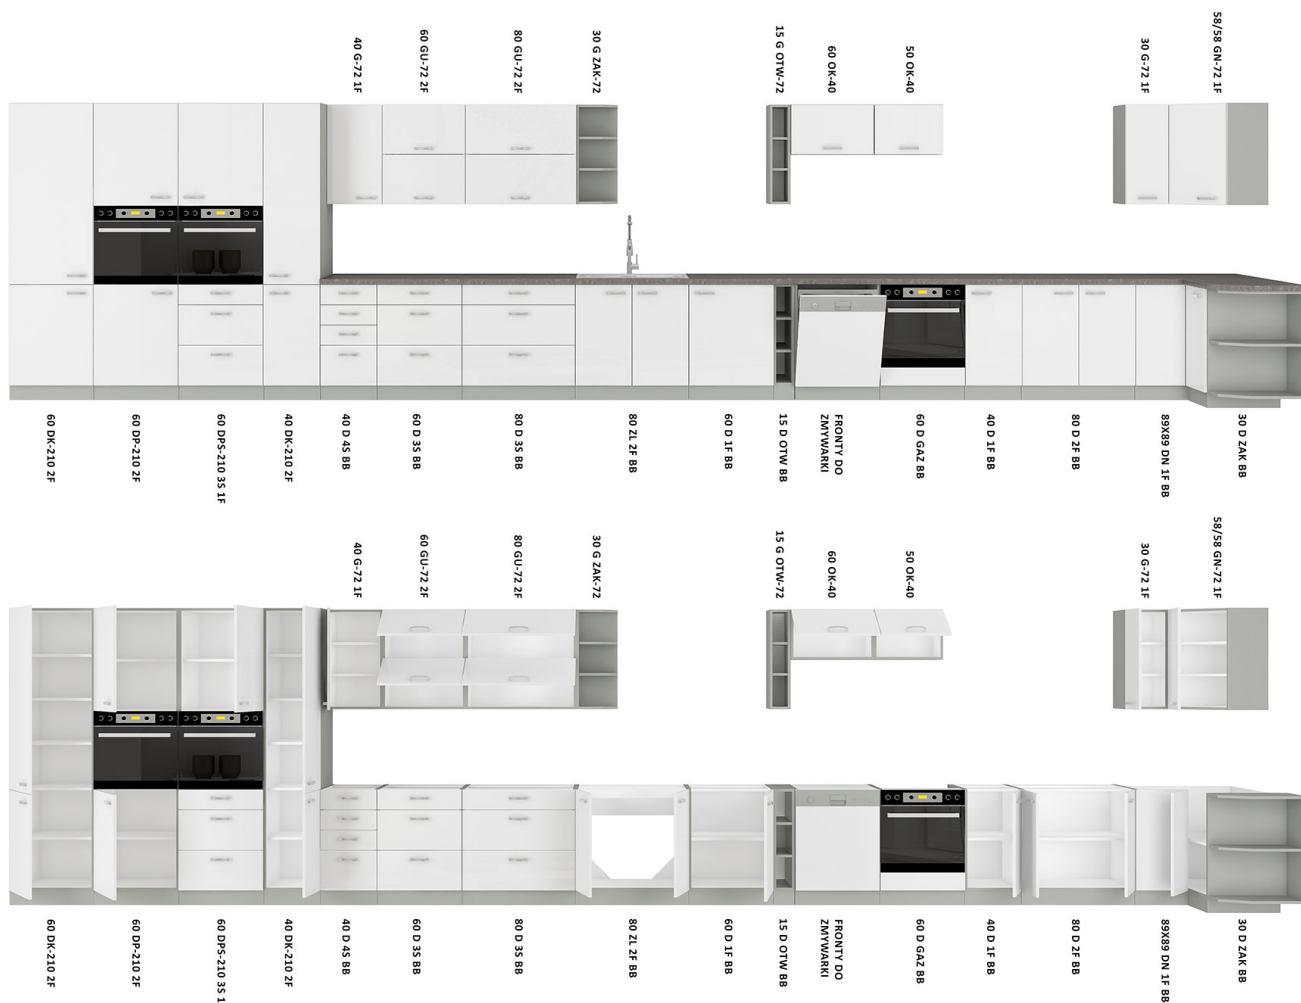 40 G-72 1F
60 GU-72 2F
80 GU-72 2F
30 G ZAK-72
15 G OTW-72
60 OK-40
50 OK-40
30 G-72 1F
58/58 GN-72 1F
60 DK-210 2F
60 DP-210 2F
60 DPS-210 3S 1F
40 DK-210 2F
40 D 4S BB
60 D 3S BB
80 D 3S BB
80 ZL 2F BB
60 D 1F BB
15 D OTW BB
FRONTY DO
ZMYWARKI
60 D GAZ BB
40 D 1F BB
80 D 2F BB
89X89 DN 1F BB
30 D ZAK BB
40 G-72 1F
60 GU-72 2F
80 GU-72 2F
30 G ZAK-72
15 G OTW-72
60 OK-40
50 OK-40
30 G-72 1F
58/58 GN-72 1F
60 DK-210 2F
60 DP-210 2F
60 DPS-210 3S 1
40 DK-210 2F
40 D 4S BB
60 D 3S BB
80 D 3S BB
80 ZL 2F BB
60 D 1F BB
15 D OTW BB
FRONTY DO
ZMYWARKI
60 D GAZ BB
40 D 1F BB
80 D 2F BB
89X89 DN 1F BB
30 D ZAK BB